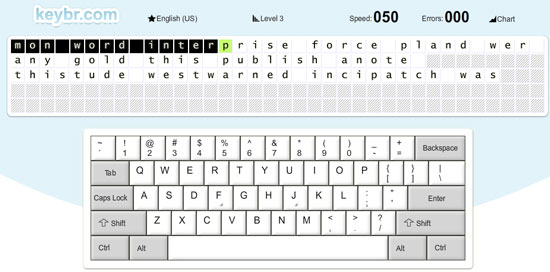 keybr.com
English (US)
Level 3
Speed: 050
Errors: 000
Chart
mon word interprise force pland wer
any gold this publish anote
thistude westwarned incipatch was
~ ! @ # $ % ^ & * ( ) _ +
` 1 2 3 4 5 6 7 8 9 0 - = Backspace
Tab Q W E R T Y U I O P { [ } ] | \
Caps Lock A S D F G H J K L : ; " ' Enter
Shift Z X C V B N M < , > . ? / Shift
Ctrl Alt Alt Ctrl